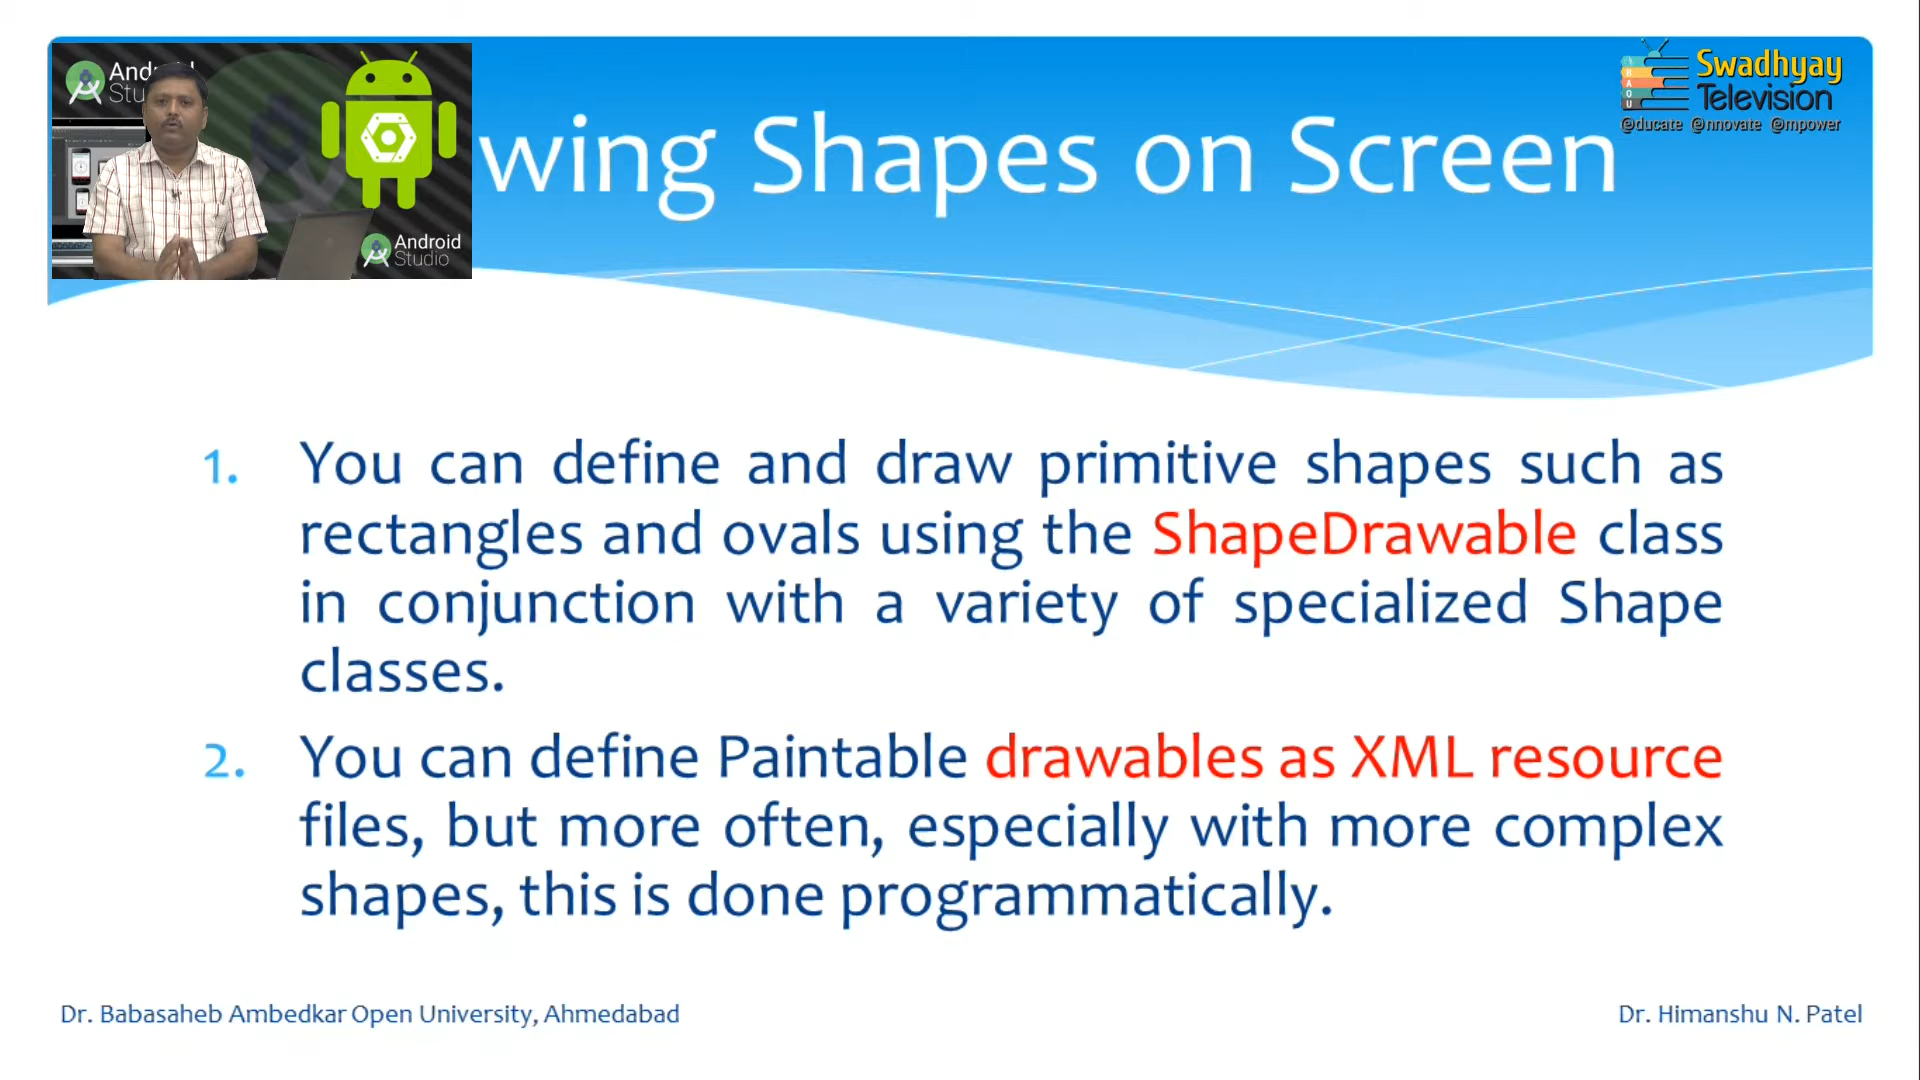 Android
Studio
wing Shapes on Screen
Swadhyay
Television
@ducate @nnovate @mpower
BAOU
Android
Studio
1. You can define and draw primitive shapes such as
rectangles and ovals using the ShapeDrawable class
in conjunction with a variety of specialized Shape
classes.
2. You can define Paintable drawables as XML resource
files, but more often, especially with more complex
shapes, this is done programmatically.
Dr. Babasaheb Ambedkar Open University, Ahmedabad
Dr. Himanshu N. Patel